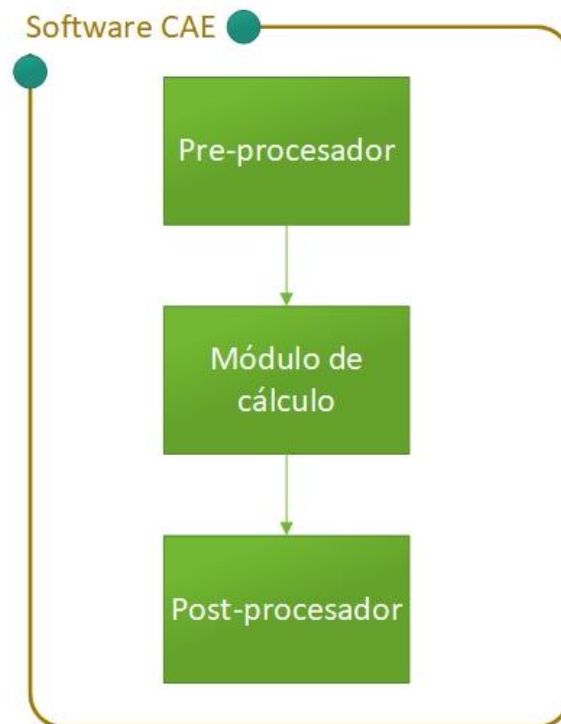 Software CAE
Pre-procesador
Módulo de
cálculo
Post-procesador